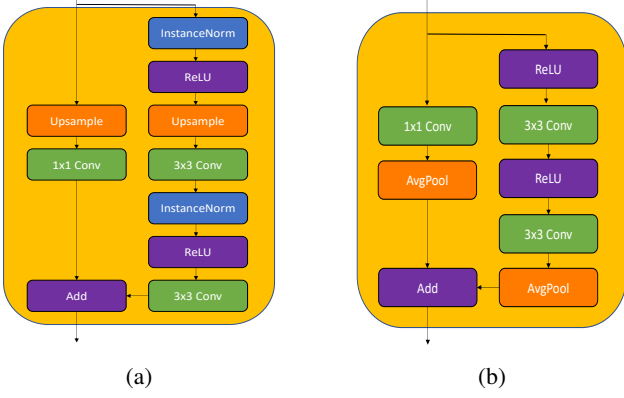 InstanceNorm
ReLU
Upsample
Upsample
1x1 Conv
3x3 Conv
InstanceNorm
ReLU
Add
3x3 Conv
(a)
ReLU
1x1 Conv
3x3 Conv
AvgPool
ReLU
3x3 Conv
Add
AvgPool
(b)